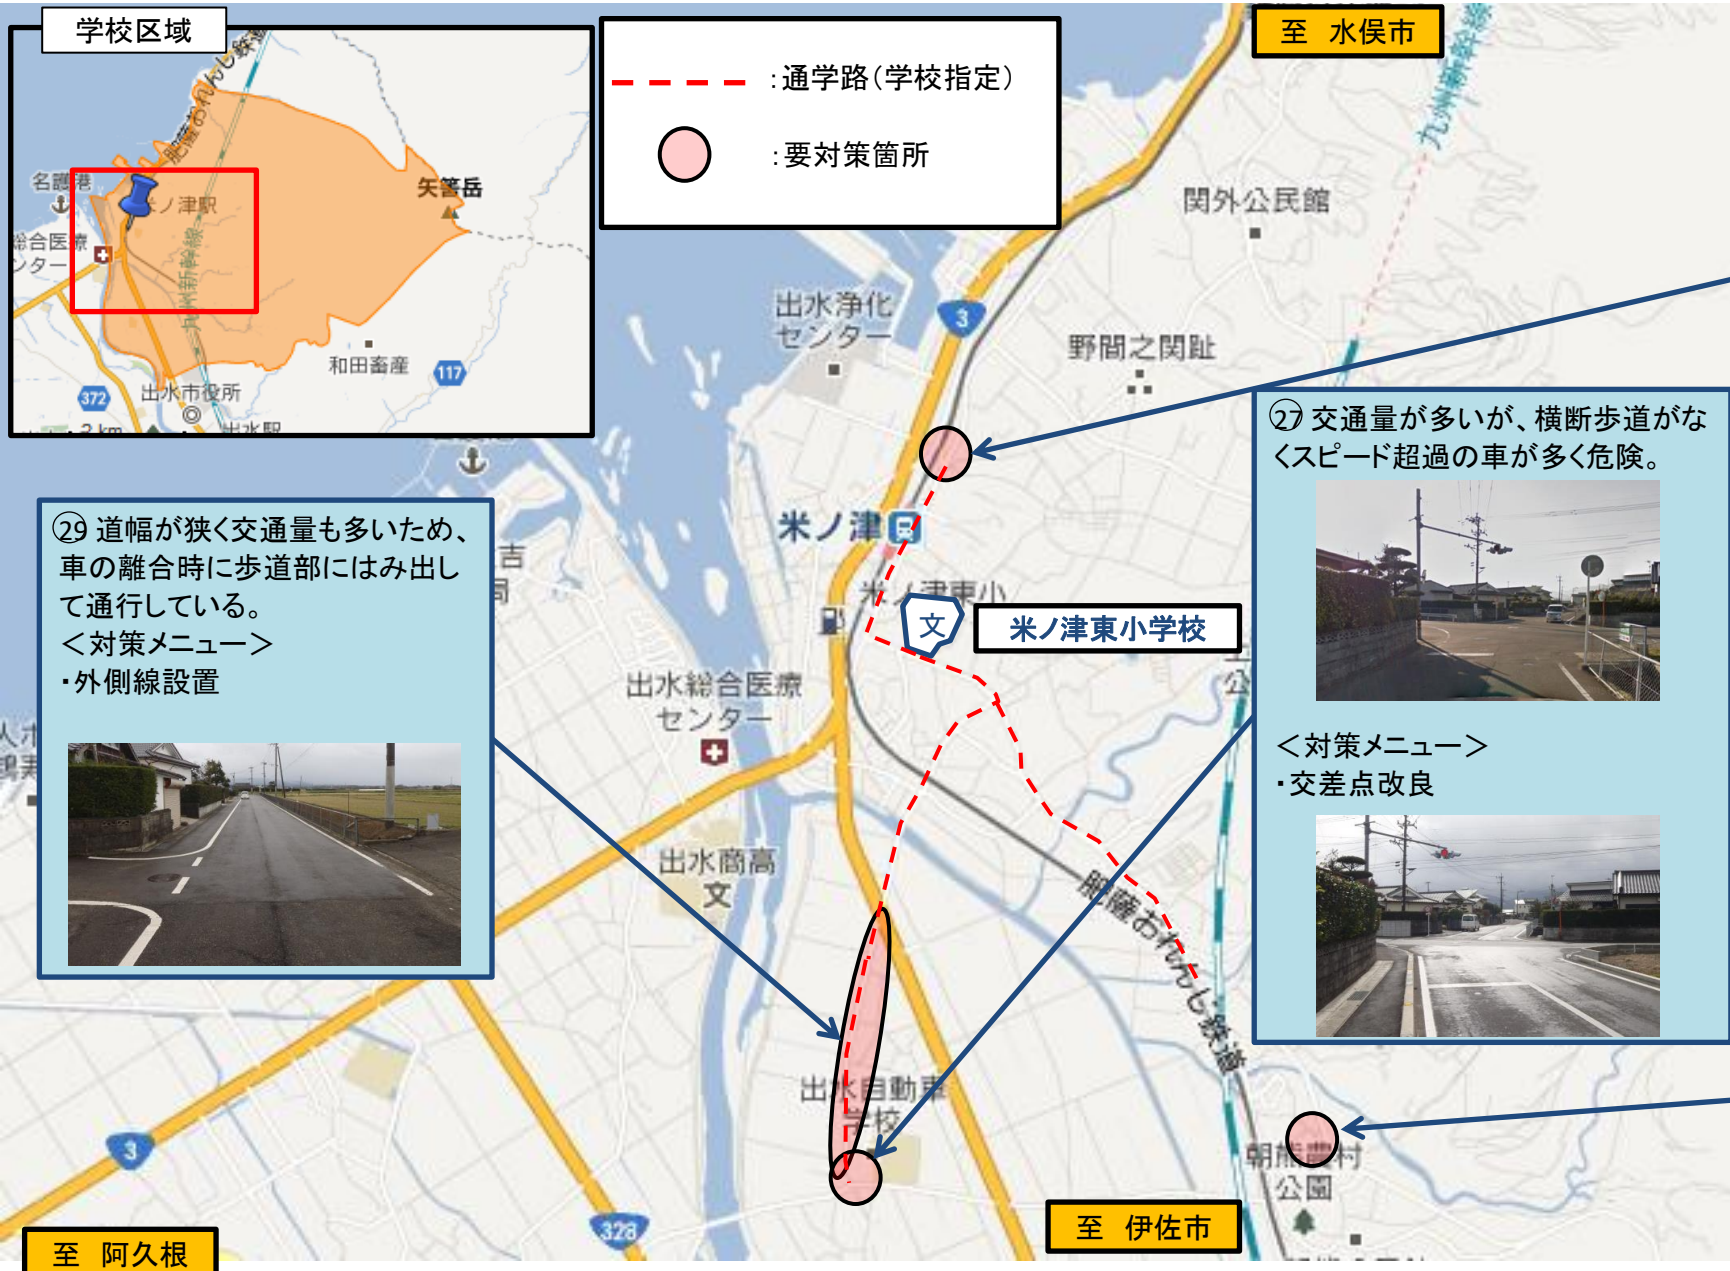 学校区域
肥薩おれんじ鉄道
名護港
米ノ津駅
矢筈岳
総合医療
ンター
九州新幹線
和田畜産
117
372
出水市役所
出水駅
2 km
：通学路（学校指定）
：要対策箇所
至　水俣市
九州新幹線
関外公民館
出水浄化
センター
3
野間之関趾
㉗ 交通量が多いが、横断歩道がな
くスピード超過の車が多く危険。
＜対策メニュー＞
・交差点改良
㉙ 道幅が狭く交通量も多いため、
車の離合時に歩道部にはみ出し
て通行している。
＜対策メニュー＞
・外側線設置
米ノ津
米ノ津東小
文
米ノ津東小学校
出水総合医療
センター
出水商高
文
肥薩おれんじ鉄道
出水自動車
学校
3
328
朝熊農村
公園
至　伊佐市
至　阿久根